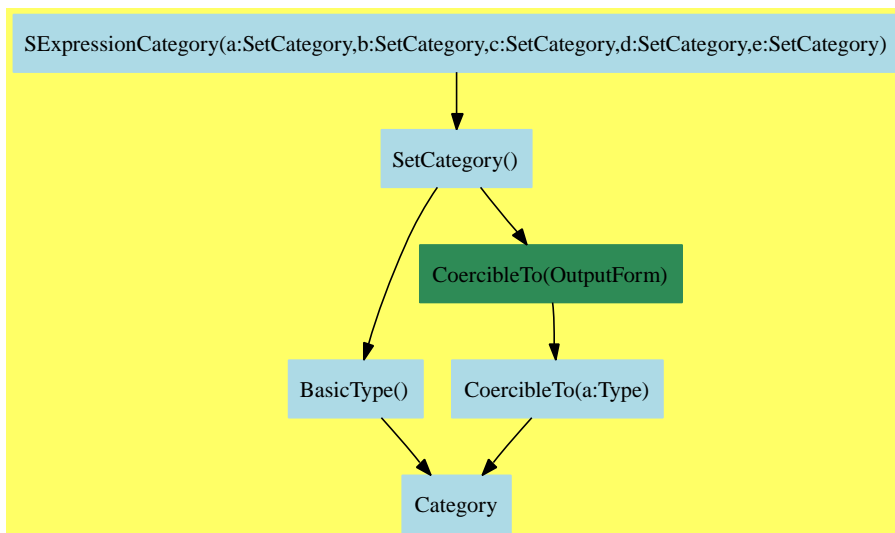 SExpressionCategory(a:SetCategory,b:SetCategory,c:SetCategory,d:SetCategory,e:SetCategory)
SetCategory()
CoercibleTo(OutputForm)
BasicType()
CoercibleTo(a:Type)
Category